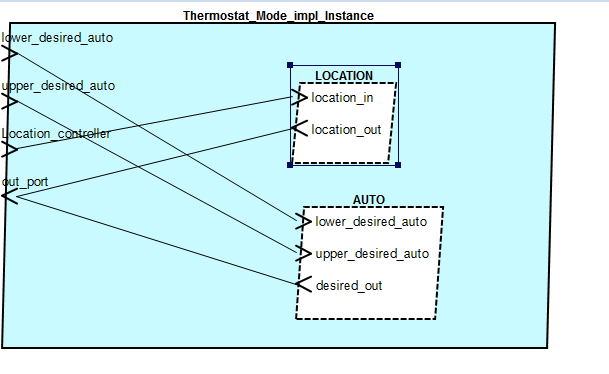 Thermostat_Mode_impl_Instance
lower_desired_auto
upper_desired_auto
Location_controller
out_port
LOCATION
location_in
location_out
AUTO
lower_desired_auto
upper_desired_auto
desired_out